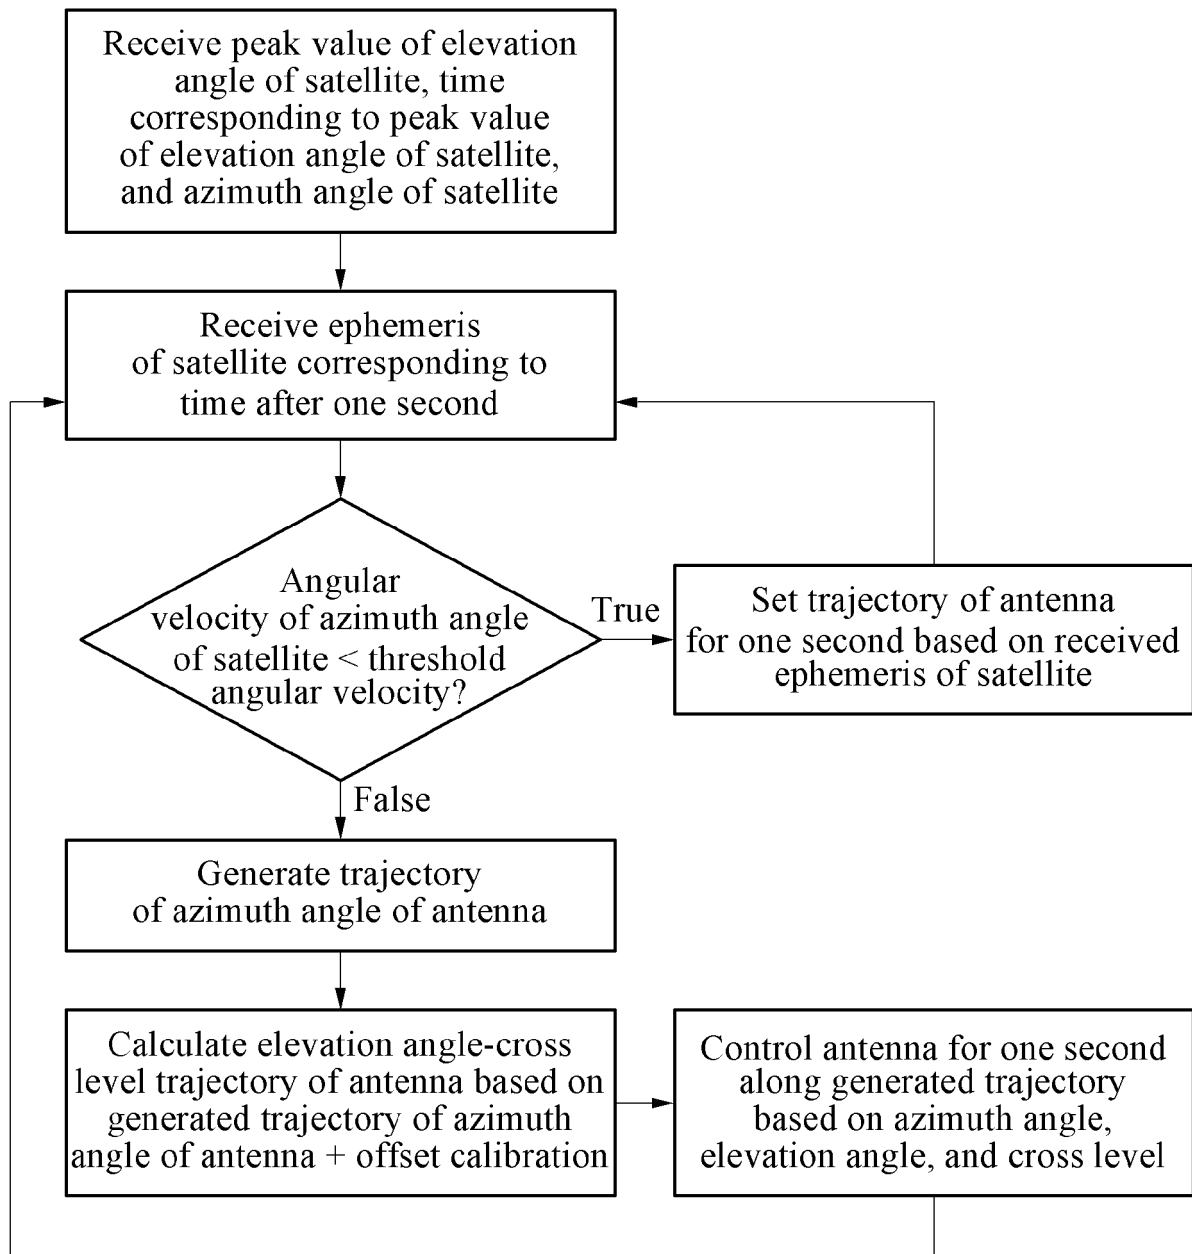 Receive peak value of elevation
angle of satellite, time
corresponding to peak value
of elevation angle of satellite,
and azimuth angle of satellite
Receive ephemeris
of satellite corresponding to
time after one second
Angular
velocity of azimuth angle
of satellite < threshold
angular velocity?
True
Set trajectory of antenna
for one second based on received
ephemeris of satellite
False
Generate trajectory
of azimuth angle of antenna
Calculate elevation angle-cross
level trajectory of antenna based on
generated trajectory of azimuth
angle of antenna + offset calibration
Control antenna for one second
along generated trajectory
based on azimuth angle,
elevation angle, and cross level